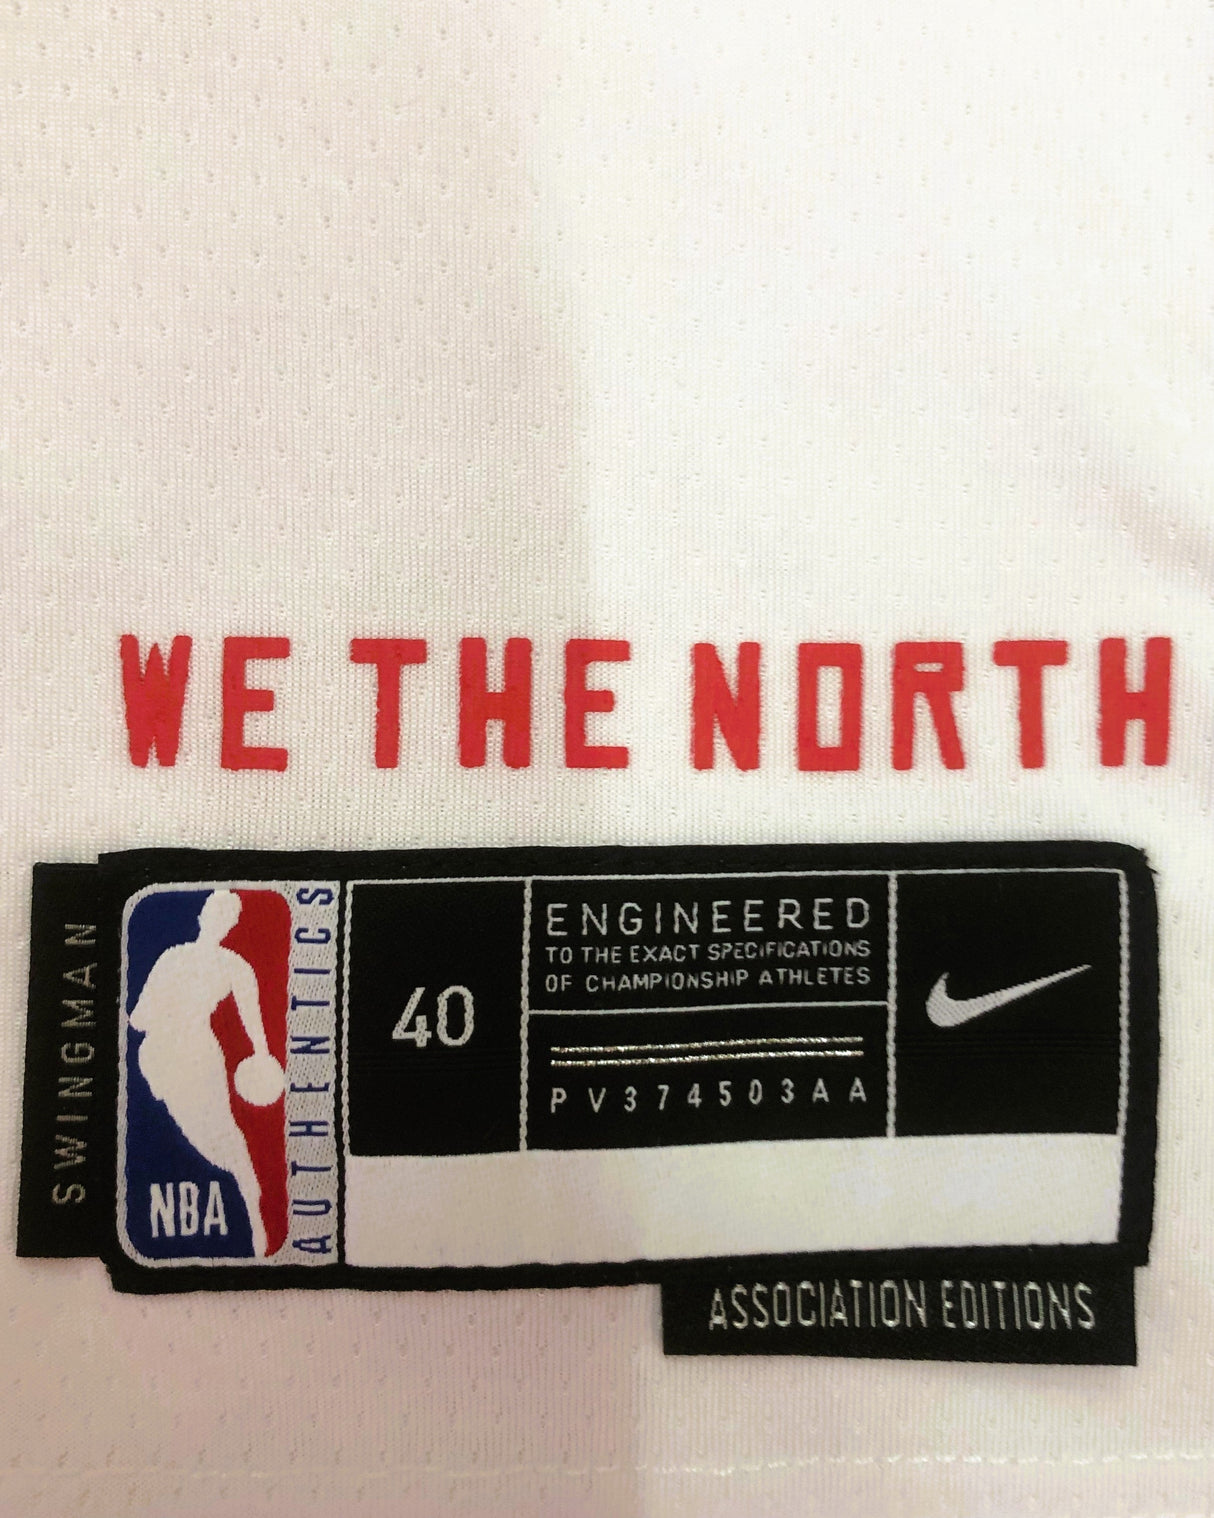 WE THE NORTH
SWINGMAN
NBA
AUTHENTICS
40
ENGINEERED
TO THE EXACT SPECIFICATIONS
OF CHAMPIONSHIP ATHLETES
PV374503AA
ASSOCIATION EDITIONS